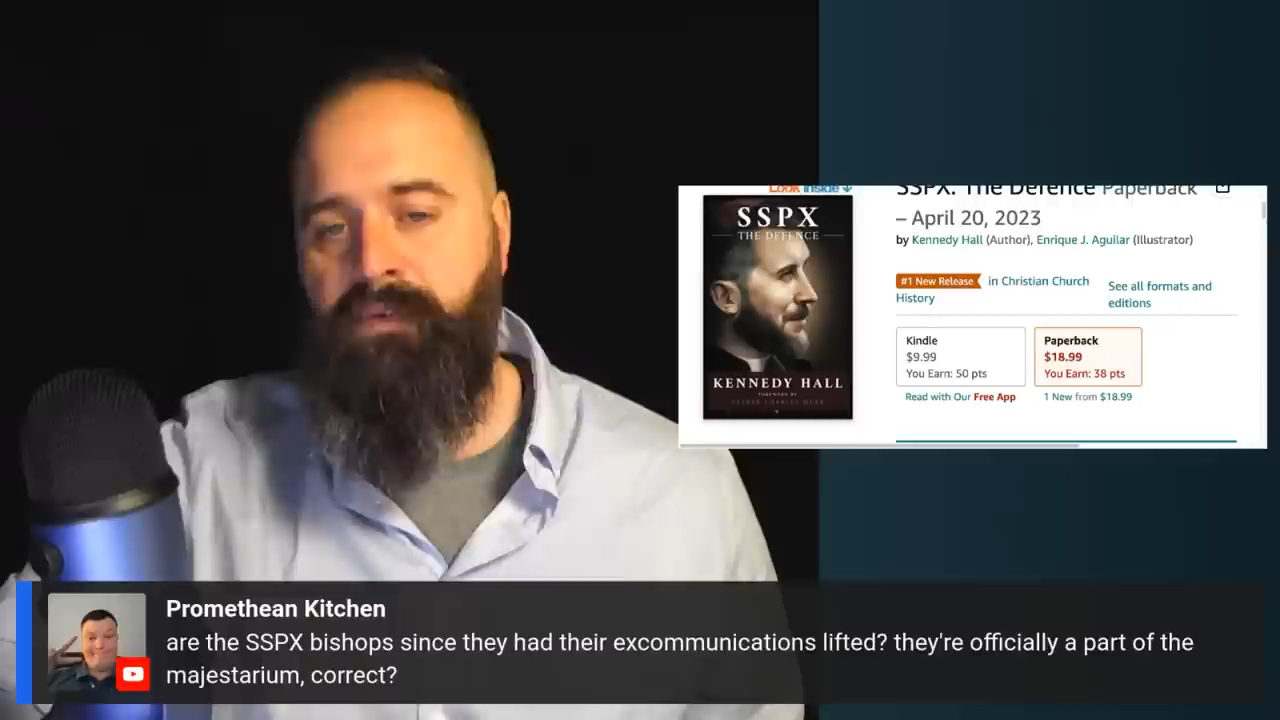 Look inside
SSPX: The Defence Paperback
– April 20, 2023
by Kennedy Hall (Author), Enrique J. Aguilar (Illustrator)
#1 New Release in Christian Church
History
See all formats and
editions
Kindle
$9.99
You Earn: 50 pts
Paperback
$18.99
You Earn: 38 pts
Read with Our Free App
1 New from $18.99
SSPX
THE DEFENCE
KENNEDY HALL
Promethean Kitchen
are the SSPX bishops since they had their excommunications lifted? they're officially a part of the
majestarium, correct?